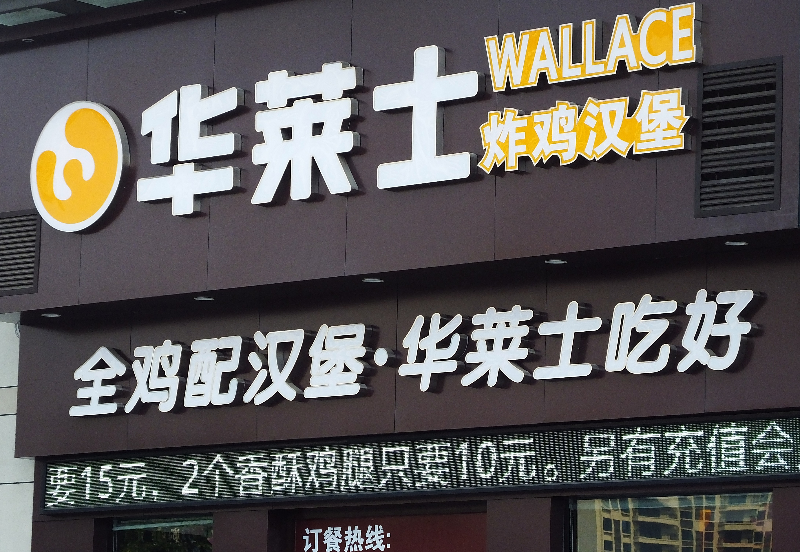 华莱士
WALLACE
炸鸡汉堡
全鸡配汉堡·华莱士吃好
要15元，2个香酥鸡腿只要10元。另有充值会
订餐热线: